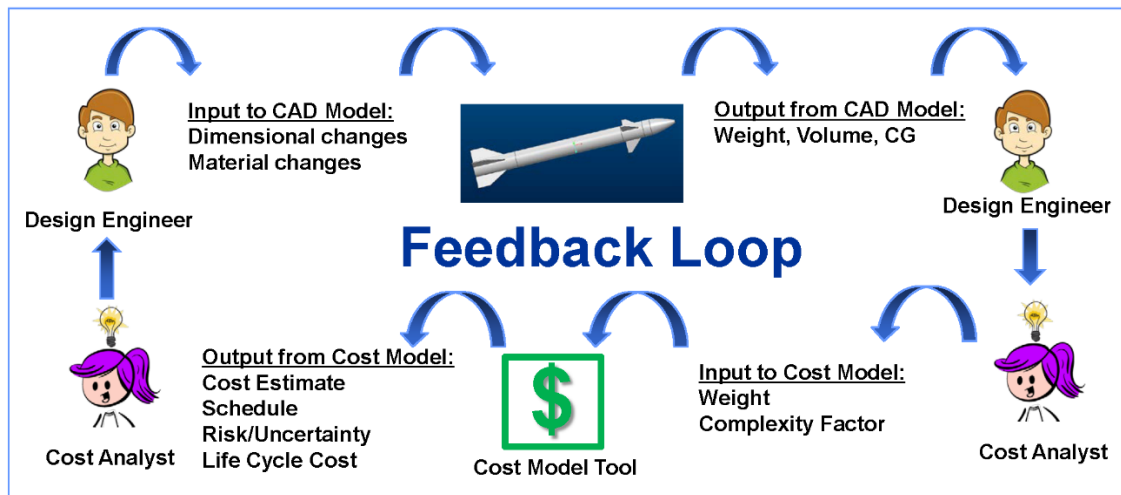 Input to CAD Model:
Dimensional changes
Material changes
Output from CAD Model:
Weight, Volume, CG
Design Engineer
Design Engineer
Feedback Loop
Output from Cost Model:
Cost Estimate
Schedule
Risk/Uncertainty
Life Cycle Cost
Input to Cost Model:
Weight
Complexity Factor
$
Cost Analyst
Cost Model Tool
Cost Analyst